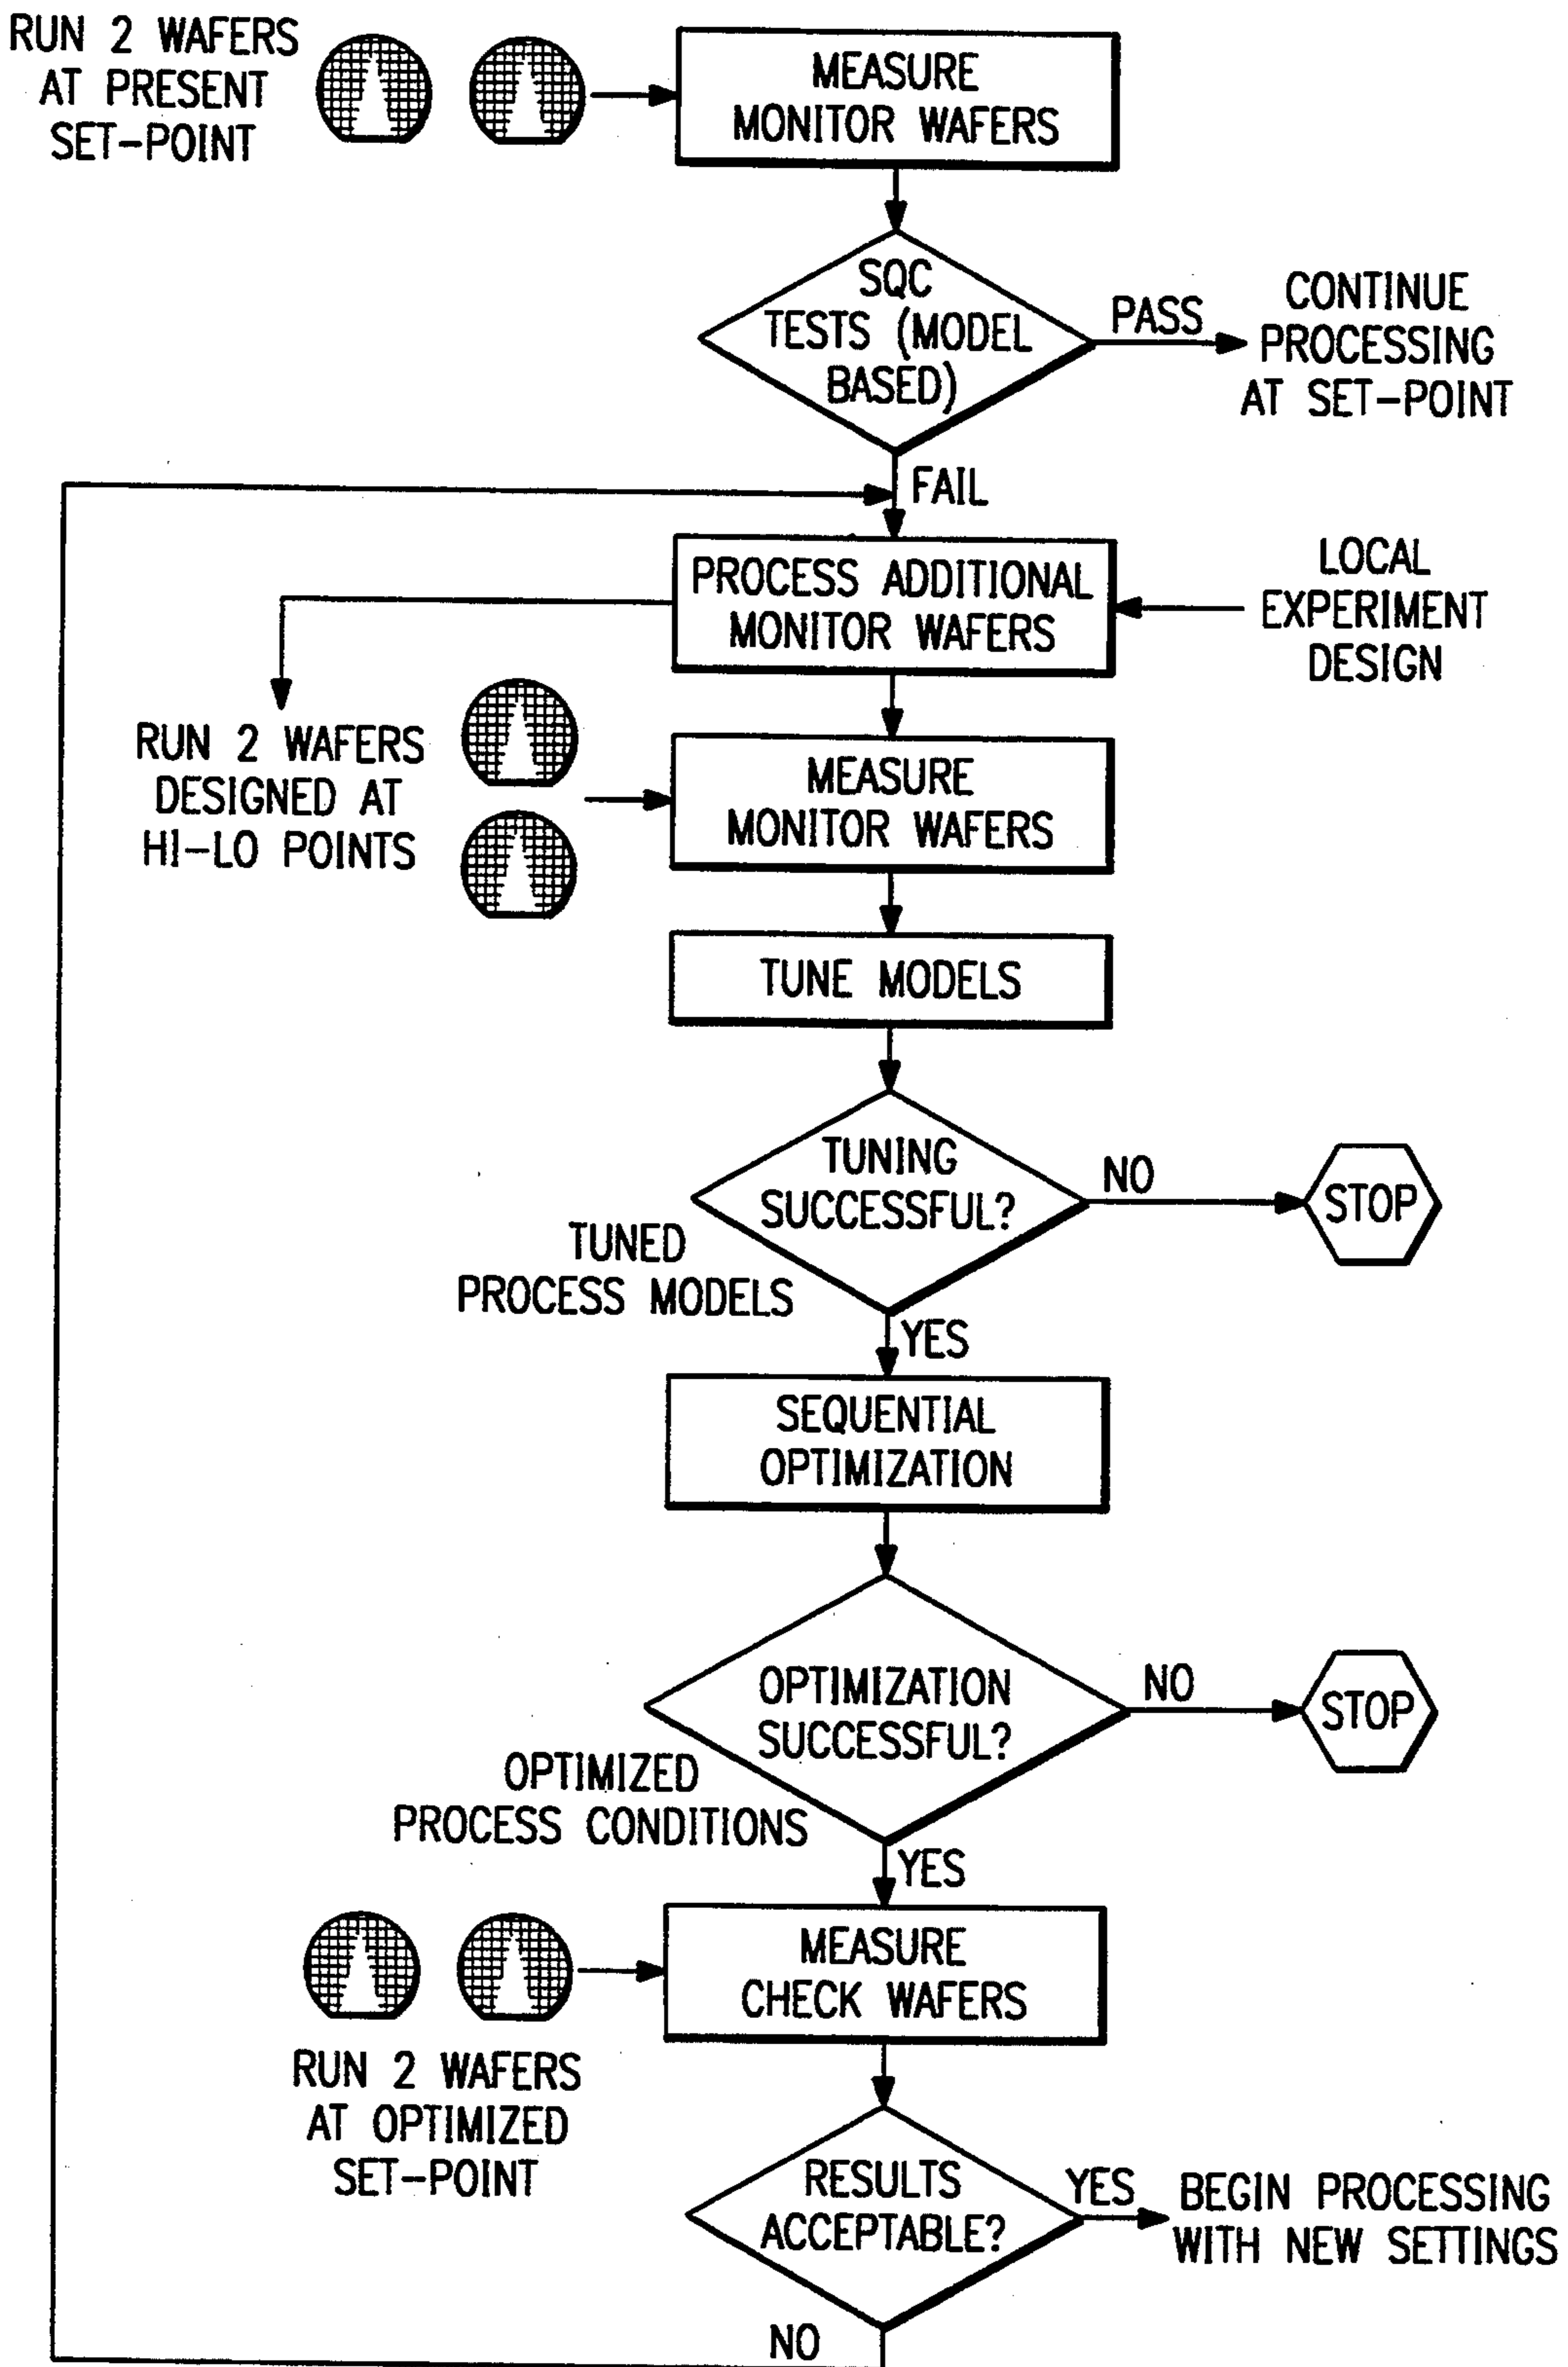 RUN 2 WAFERS
AT PRESENT
SET-POINT
MEASURE
MONITOR WAFERS
SQC
TESTS (MODEL
BASED)
PASS
CONTINUE
PROCESSING
AT SET-POINT
FAIL
PROCESS ADDITIONAL
MONITOR WAFERS
LOCAL
EXPERIMENT
DESIGN
RUN 2 WAFERS
DESIGNED AT
HI-LO POINTS
MEASURE
MONITOR WAFERS
TUNE MODELS
TUNING
SUCCESSFUL?
NO
STOP
TUNED
PROCESS MODELS
YES
SEQUENTIAL
OPTIMIZATION
OPTIMIZATION
SUCCESSFUL?
NO
STOP
OPTIMIZED
PROCESS CONDITIONS
YES
MEASURE
CHECK WAFERS
RUN 2 WAFERS
AT OPTIMIZED
SET-POINT
RESULTS
ACCEPTABLE?
YES
BEGIN PROCESSING
WITH NEW SETTINGS
NO